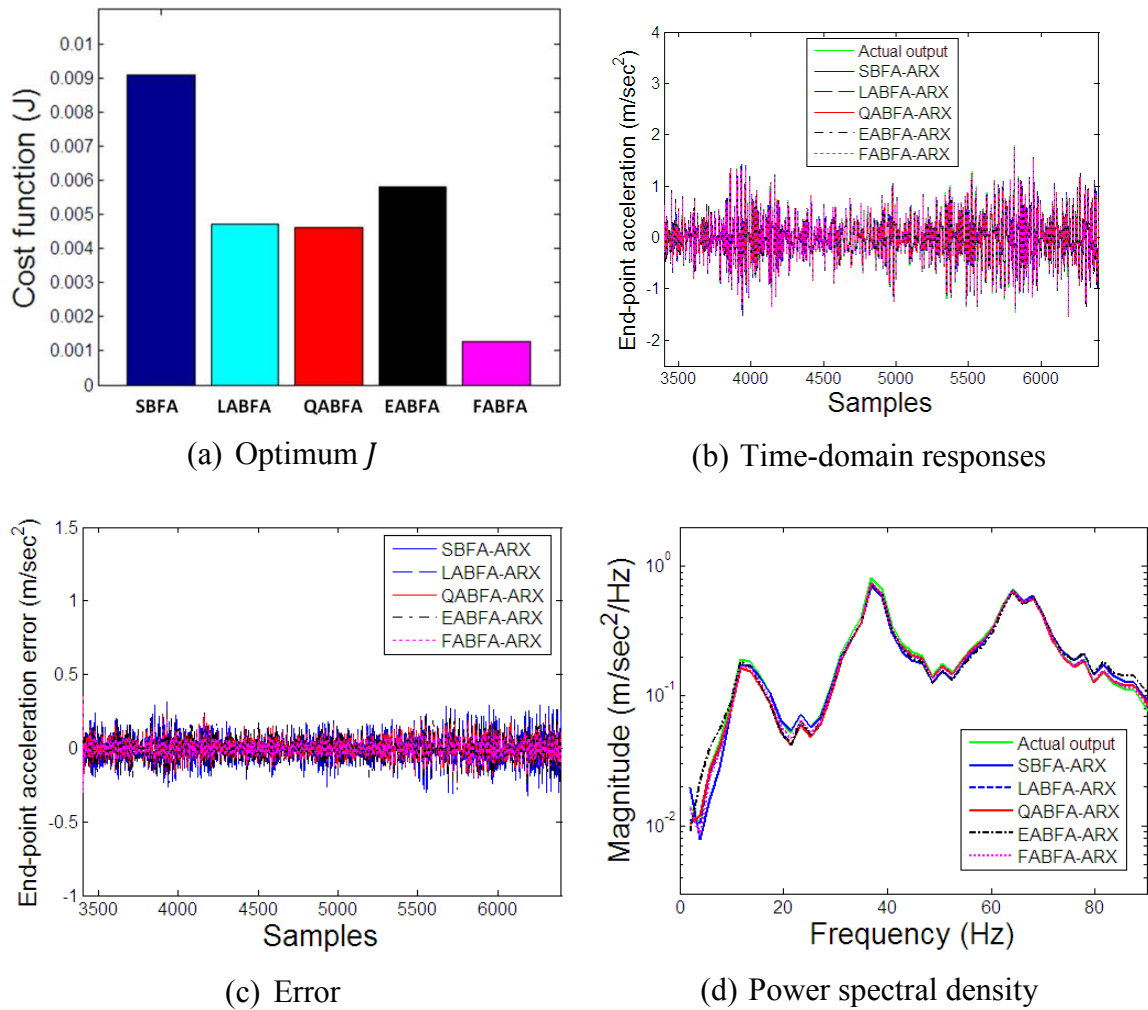 Cost function (J)
0.01
0.009
0.008
0.007
0.006
0.005
0.004
0.003
0.002
0.001
0
SBFA LABFA QABFA EABFA FABFA
(a) Optimum J
End-point acceleration (m/sec²)
4
3
2
1
0
-1
-2
Actual output
SBFA-ARX
LABFA-ARX
QABFA-ARX
EABFA-ARX
FABFA-ARX
3500 4000 4500 5000 5500 6000
Samples
(b) Time-domain responses
End-point acceleration error (m/sec²)
1.5
1
0.5
0
-0.5
-1
SBFA-ARX
LABFA-ARX
QABFA-ARX
EABFA-ARX
FABFA-ARX
3500 4000 4500 5000 5500 6000
Samples
(c) Error
Magnitude (m/sec²/Hz)
10⁰
10⁻¹
10⁻²
Actual output
SBFA-ARX
LABFA-ARX
QABFA-ARX
EABFA-ARX
FABFA-ARX
0 20 40 60 80
Frequency (Hz)
(d) Power spectral density